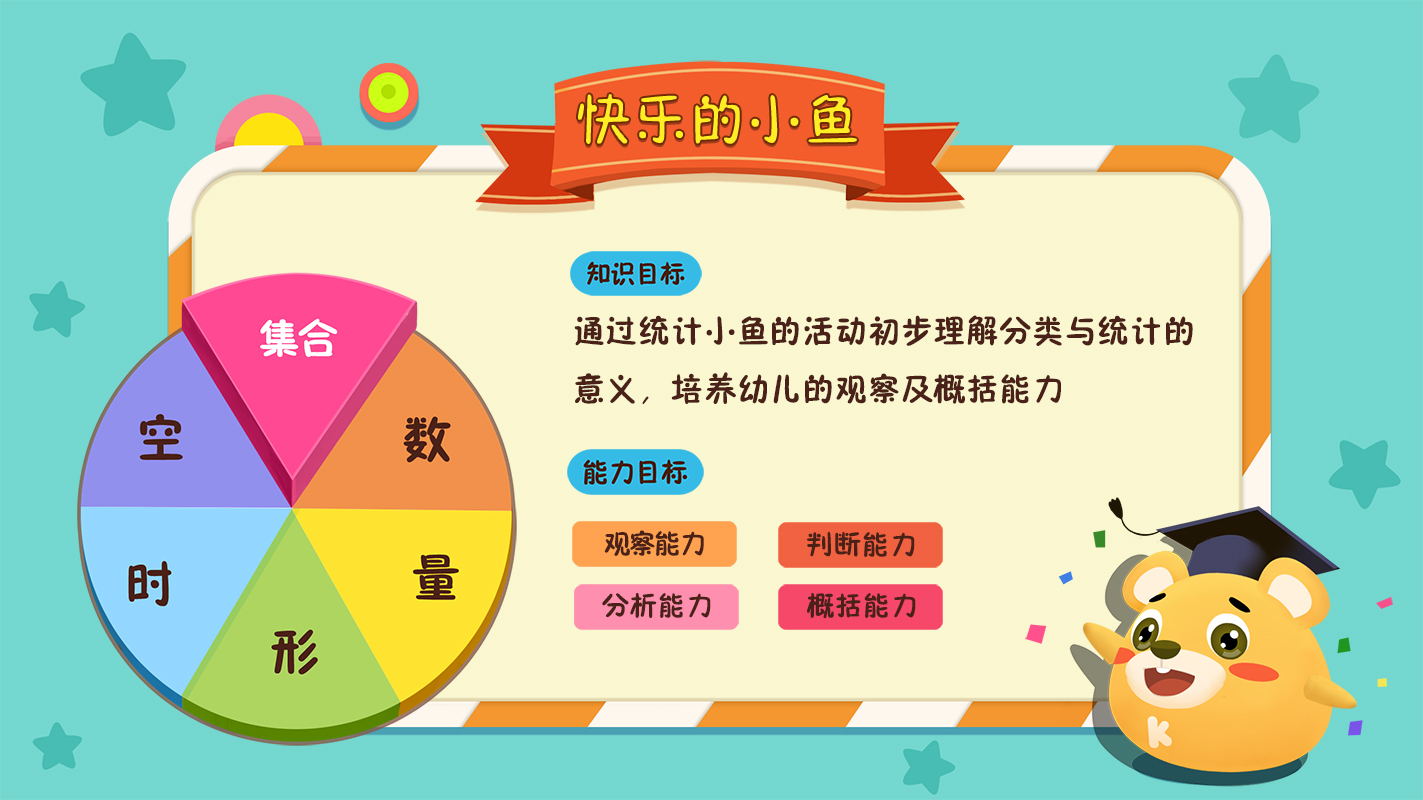 快乐的小鱼
知识目标
通过统计小鱼的活动初步理解分类与统计的
意义，培养幼儿的观察及概括能力
能力目标
观察能力
判断能力
分析能力
概括能力
集合
数
量
形
时
空
K